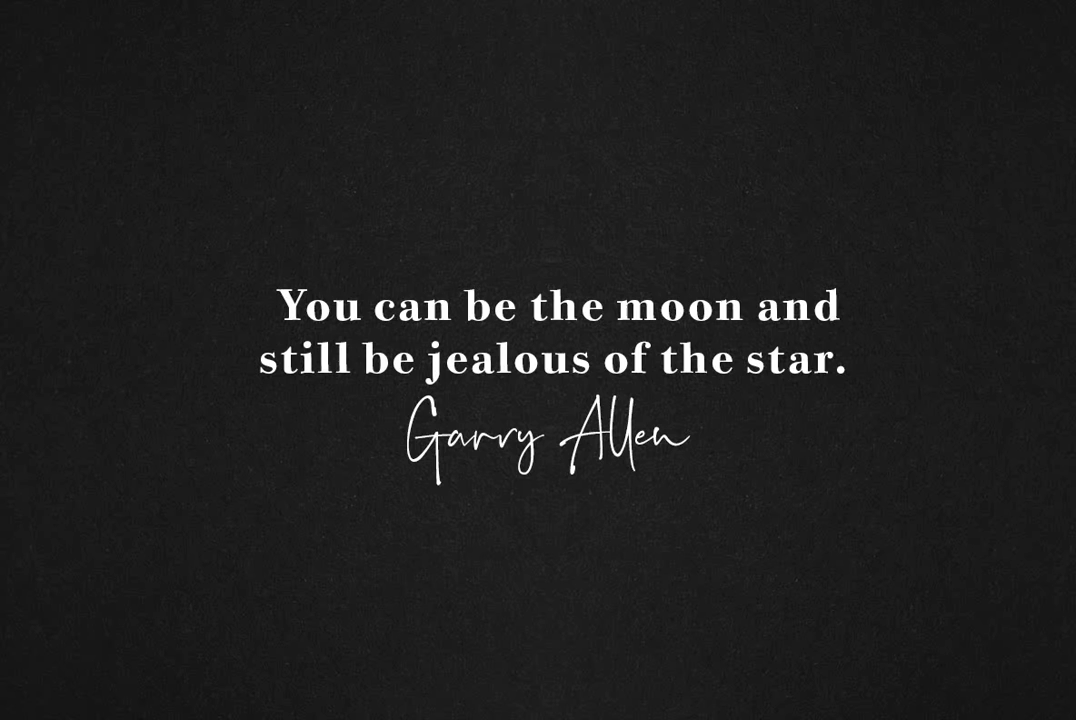 You can be the moon and
still be jealous of the star.
Garry Allen